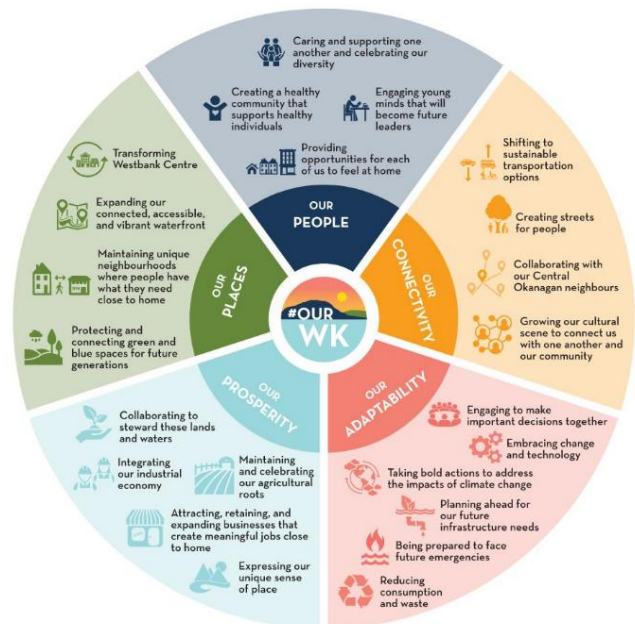 Caring and supporting one
another and celebrating our
diversity
Creating a healthy
community that
supports healthy
individuals
Engaging young
minds that will
become future
leaders
Providing
opportunities for each
of us to feel at home
OUR
PEOPLE
Shifting to
sustainable
transportation
options
Creating streets
for people
Collaborating with
our Central
Okanagan neighbours
Growing our cultural
scene to connect us
with one another and
our community
OUR
CONNECTIVITY
Engaging to make
important decisions together
Embracing change
and technology
Taking bold actions to address
the impacts of climate change
Planning ahead for
our future
infrastructure needs
Being prepared to face
future emergencies
Reducing
consumption
and waste
OUR
ADAPTABILITY
Collaborating to
steward these lands
and waters
Integrating
our industrial
economy
Maintaining
and celebrating
our agricultural
roots
Attracting, retaining, and
expanding businesses that
create meaningful jobs close
to home
Expressing our
unique sense
of place
OUR
PROSPERITY
Transforming
Westbank Centre
Expanding our
connected, accessible,
and vibrant waterfront
Maintaining unique
neighbourhoods
where people have
what they need
close to home
Protecting and
connecting green and
blue spaces for future
generations
OUR
PLACES
#OUR
WK